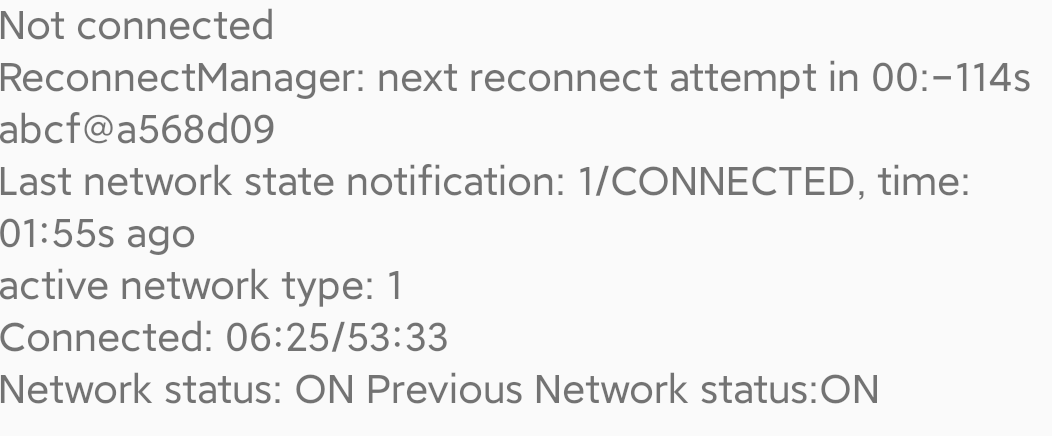 Not connected
ReconnectManager: next reconnect attempt in 00:-114s
abcf@a568d09
Last network state notification: 1/CONNECTED, time:
01:55s ago
active network type: 1
Connected: 06:25/53:33
Network status: ON Previous Network status:ON